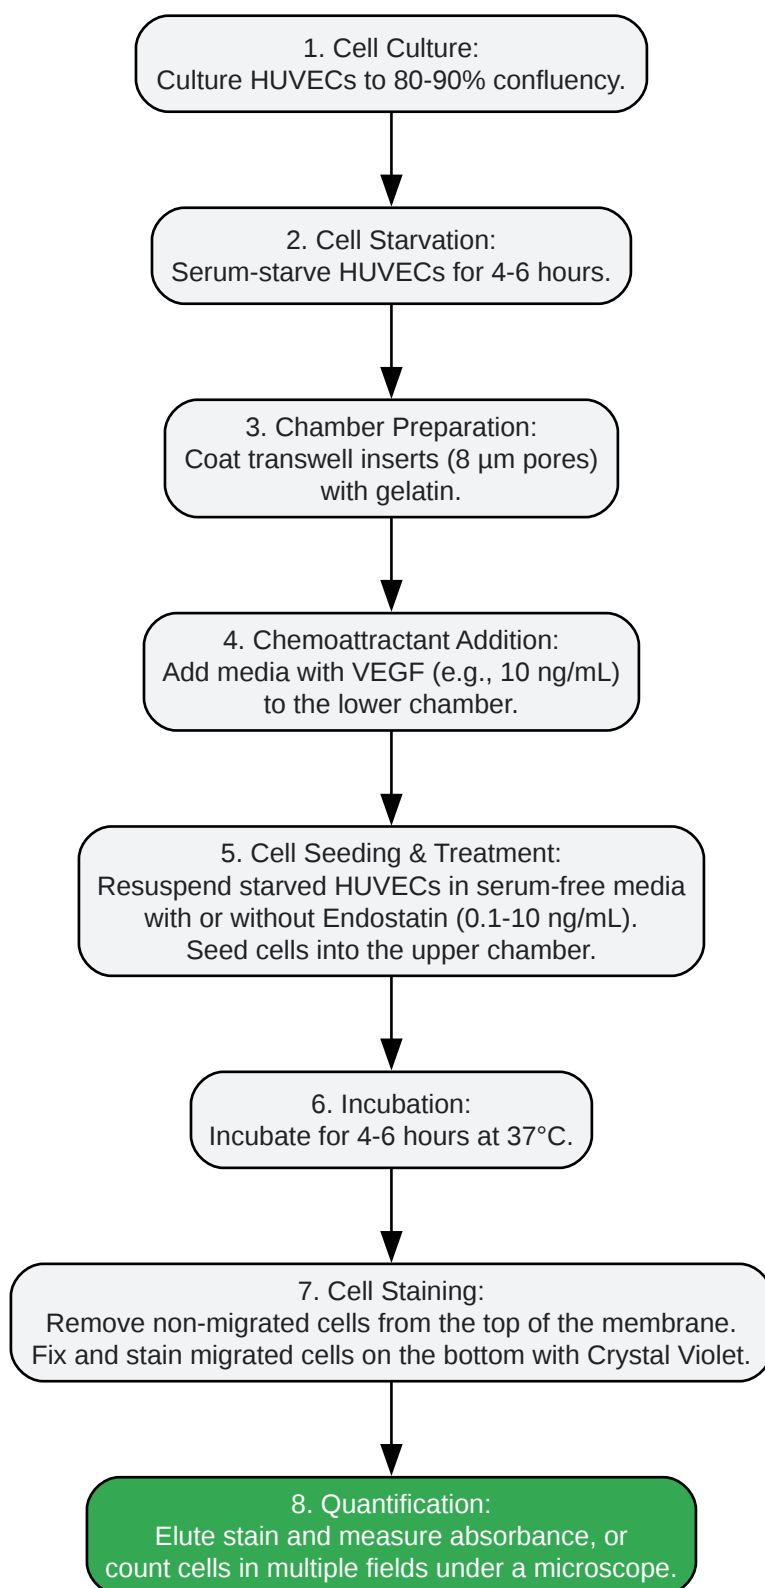 1. Cell Culture:
Culture HUVECs to 80-90% confluency.
2. Cell Starvation:
Serum-starve HUVECs for 4-6 hours.
3. Chamber Preparation:
Coat transwell inserts (8 µm pores)
with gelatin.
4. Chemoattractant Addition:
Add media with VEGF (e.g., 10 ng/mL)
to the lower chamber.
5. Cell Seeding & Treatment:
Resuspend starved HUVECs in serum-free media
with or without Endostatin (0.1-10 ng/mL).
Seed cells into the upper chamber.
6. Incubation:
Incubate for 4-6 hours at 37°C.
7. Cell Staining:
Remove non-migrated cells from the top of the membrane.
Fix and stain migrated cells on the bottom with Crystal Violet.
8. Quantification:
Elute stain and measure absorbance, or
count cells in multiple fields under a microscope.